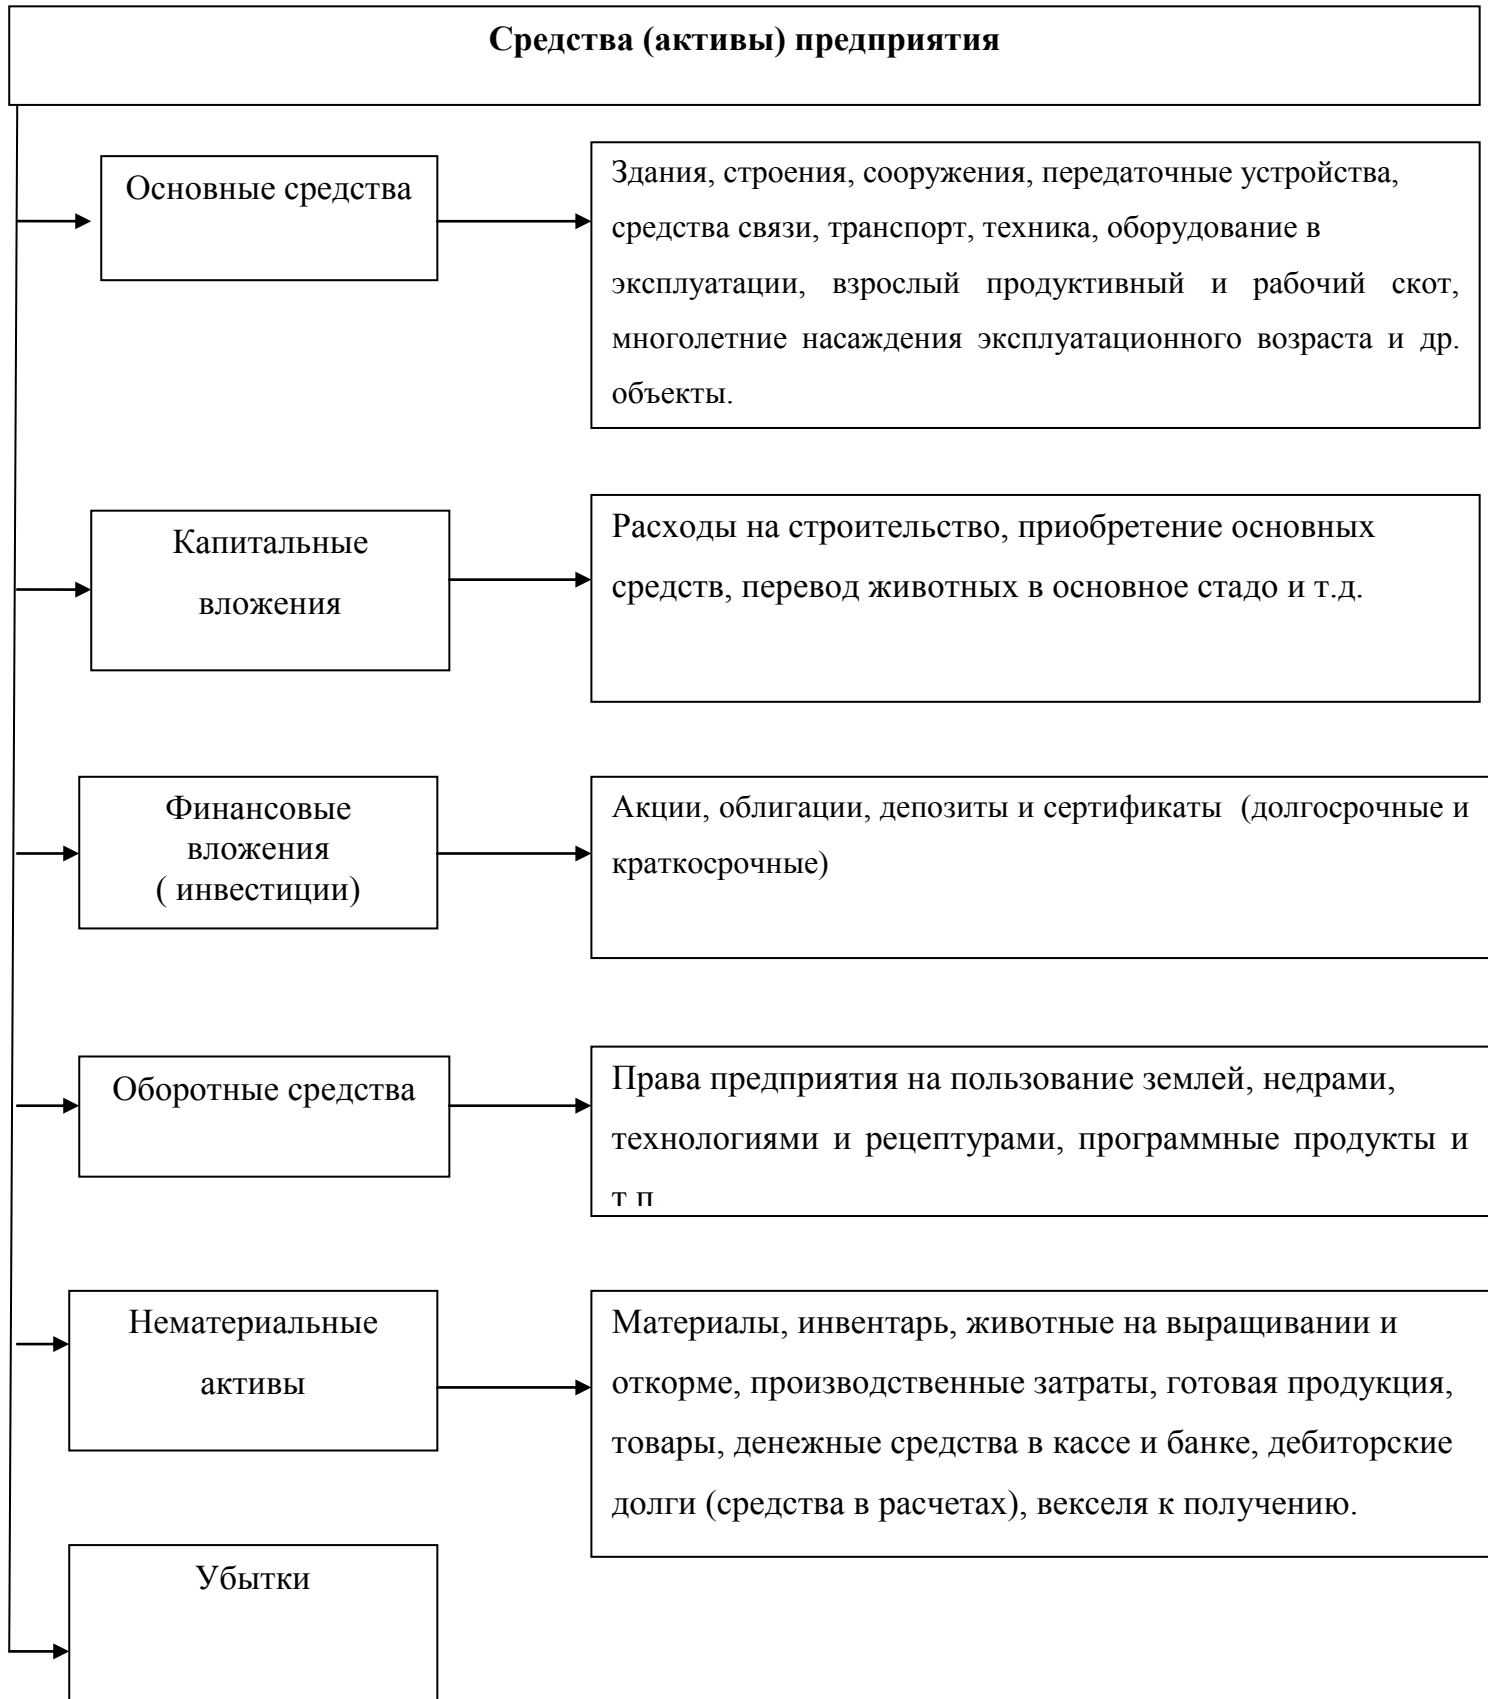 Средства (активы) предприятия
Основные средства
Здания, строения, сооружения, передаточные устройства,
средства связи, транспорт, техника, оборудование в
эксплуатации, взрослый продуктивный и рабочий скот,
многолетние насаждения эксплуатационного возраста и др.
объекты.
Капитальные
вложения
Расходы на строительство, приобретение основных
средств, перевод животных в основное стадо и т.д.
Финансовые
вложения
( инвестиции)
Акции, облигации, депозиты и сертификаты (долгосрочные и
краткосрочные)
Оборотные средства
Права предприятия на пользование землей, недрами,
технологиями и рецептурами, программные продукты и
т п
Нематериальные
активы
Материалы, инвентарь, животные на выращивании и
откорме, производственные затраты, готовая продукция,
товары, денежные средства в кассе и банке, дебиторские
долги (средства в расчетах), векселя к получению.
Убытки